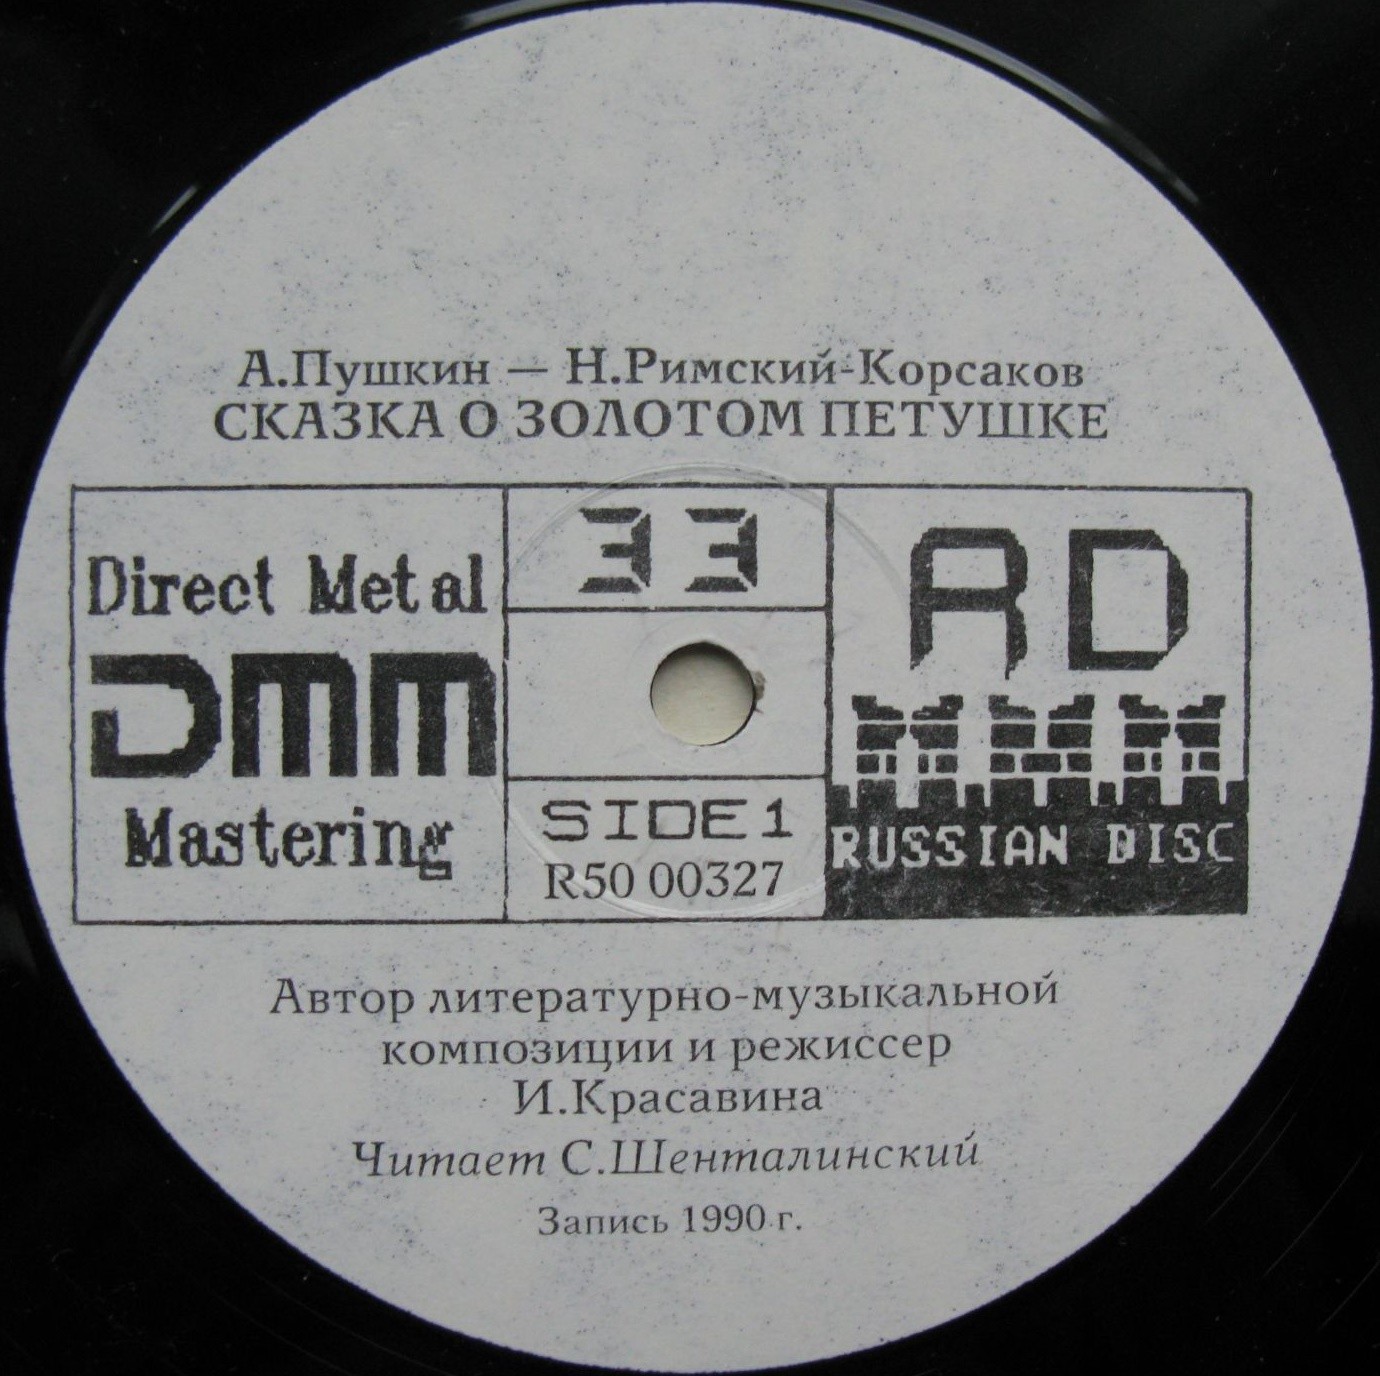 А.Пушкин — Н.Римский-Корсаков
СКАЗКА О ЗОЛОТОМ ПЕТУШКЕ
Direct Metal
DMM
Mastering
33
SIDE 1
R50 00327
RD
RUSSIAN DISC
Автор литературно-музыкальной
композиции и режиссер
И.Красавина
Читает С.Шенталинский
Запись 1990 г.